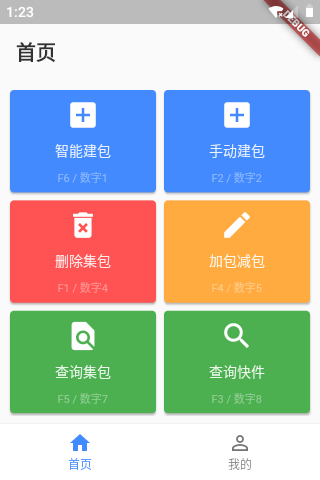 1:23
DEBUG
首页
智能建包
F6 / 数字1
手动建包
F2 / 数字2
删除集包
F1 / 数字4
加包减包
F4 / 数字5
查询集包
F5 / 数字7
查询快件
F3 / 数字8
首页
我的